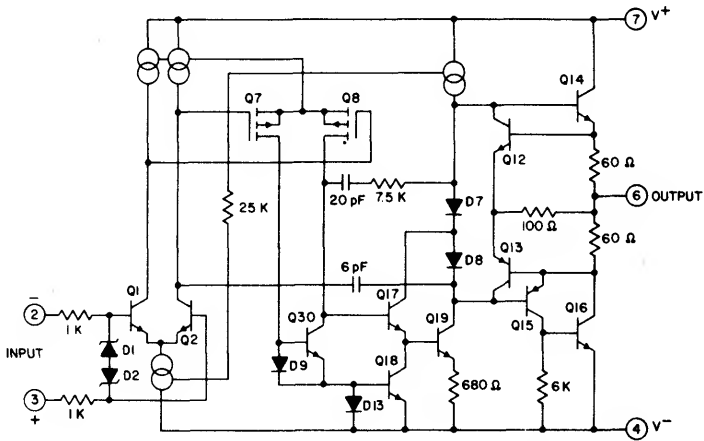 7 V+
Q14
Q7 Q8
Q12
60 Ω
6 OUTPUT
25 K
20 pF 7.5 K
D7
100 Ω
60 Ω
Q13
D8
6 pF
Q1
Q17
− 2
1 K
Q2
Q30
Q19
Q15
Q16
INPUT
D1
D2
D9
Q18
680 Ω
6 K
3 +
1 K
D13
4 V−